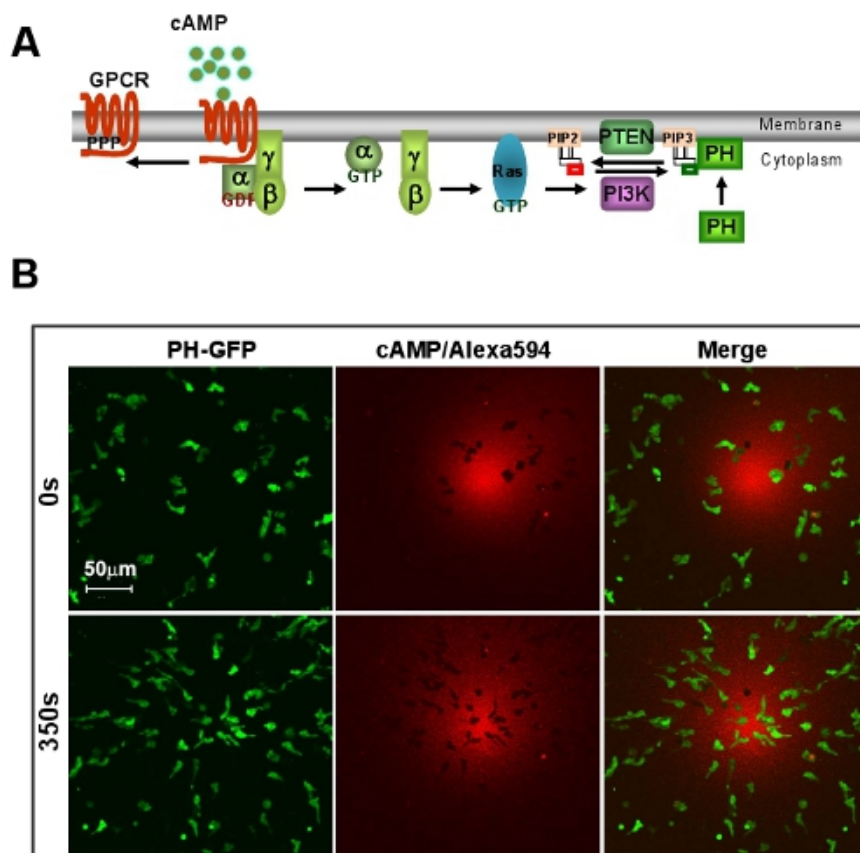 A
cAMP
GPCR
PPP
γ
α
β
GDP
α
GTP
γ
β
Ras
GTP
PIP2
PTEN
PIP3
PH
PI3K
PH
Membrane
Cytoplasm
B
PH-GFP cAMP/Alexa594 Merge
0s
50µm
350s